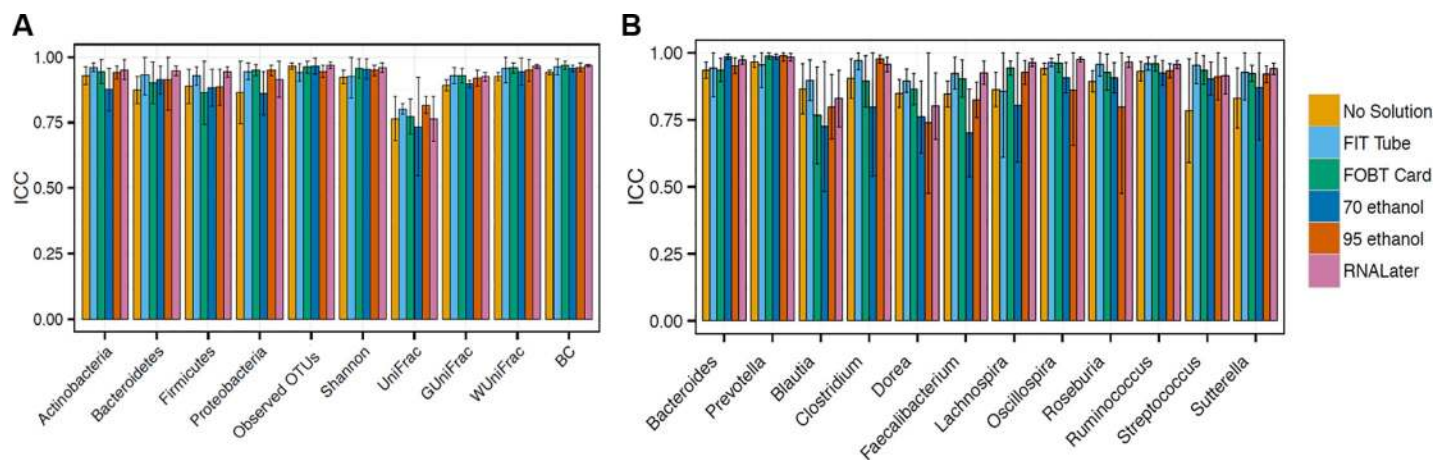 A
ICC
1.00
0.75
0.50
0.25
0.00
Actinobacteria
Bacteroidetes
Firmicutes
Proteobacteria
Observed OTUs
Shannon
UniFrac
GUniFrac
WUniFrac
BC
B
ICC
1.00
0.75
0.50
0.25
0.00
Bacteroides
Prevotella
Blautia
Clostridium
Dorea
Faecalibacterium
Lachnospira
Oscillospira
Roseburia
Ruminococcus
Streptococcus
Sutterella
No Solution
FIT Tube
FOBT Card
70 ethanol
95 ethanol
RNALater